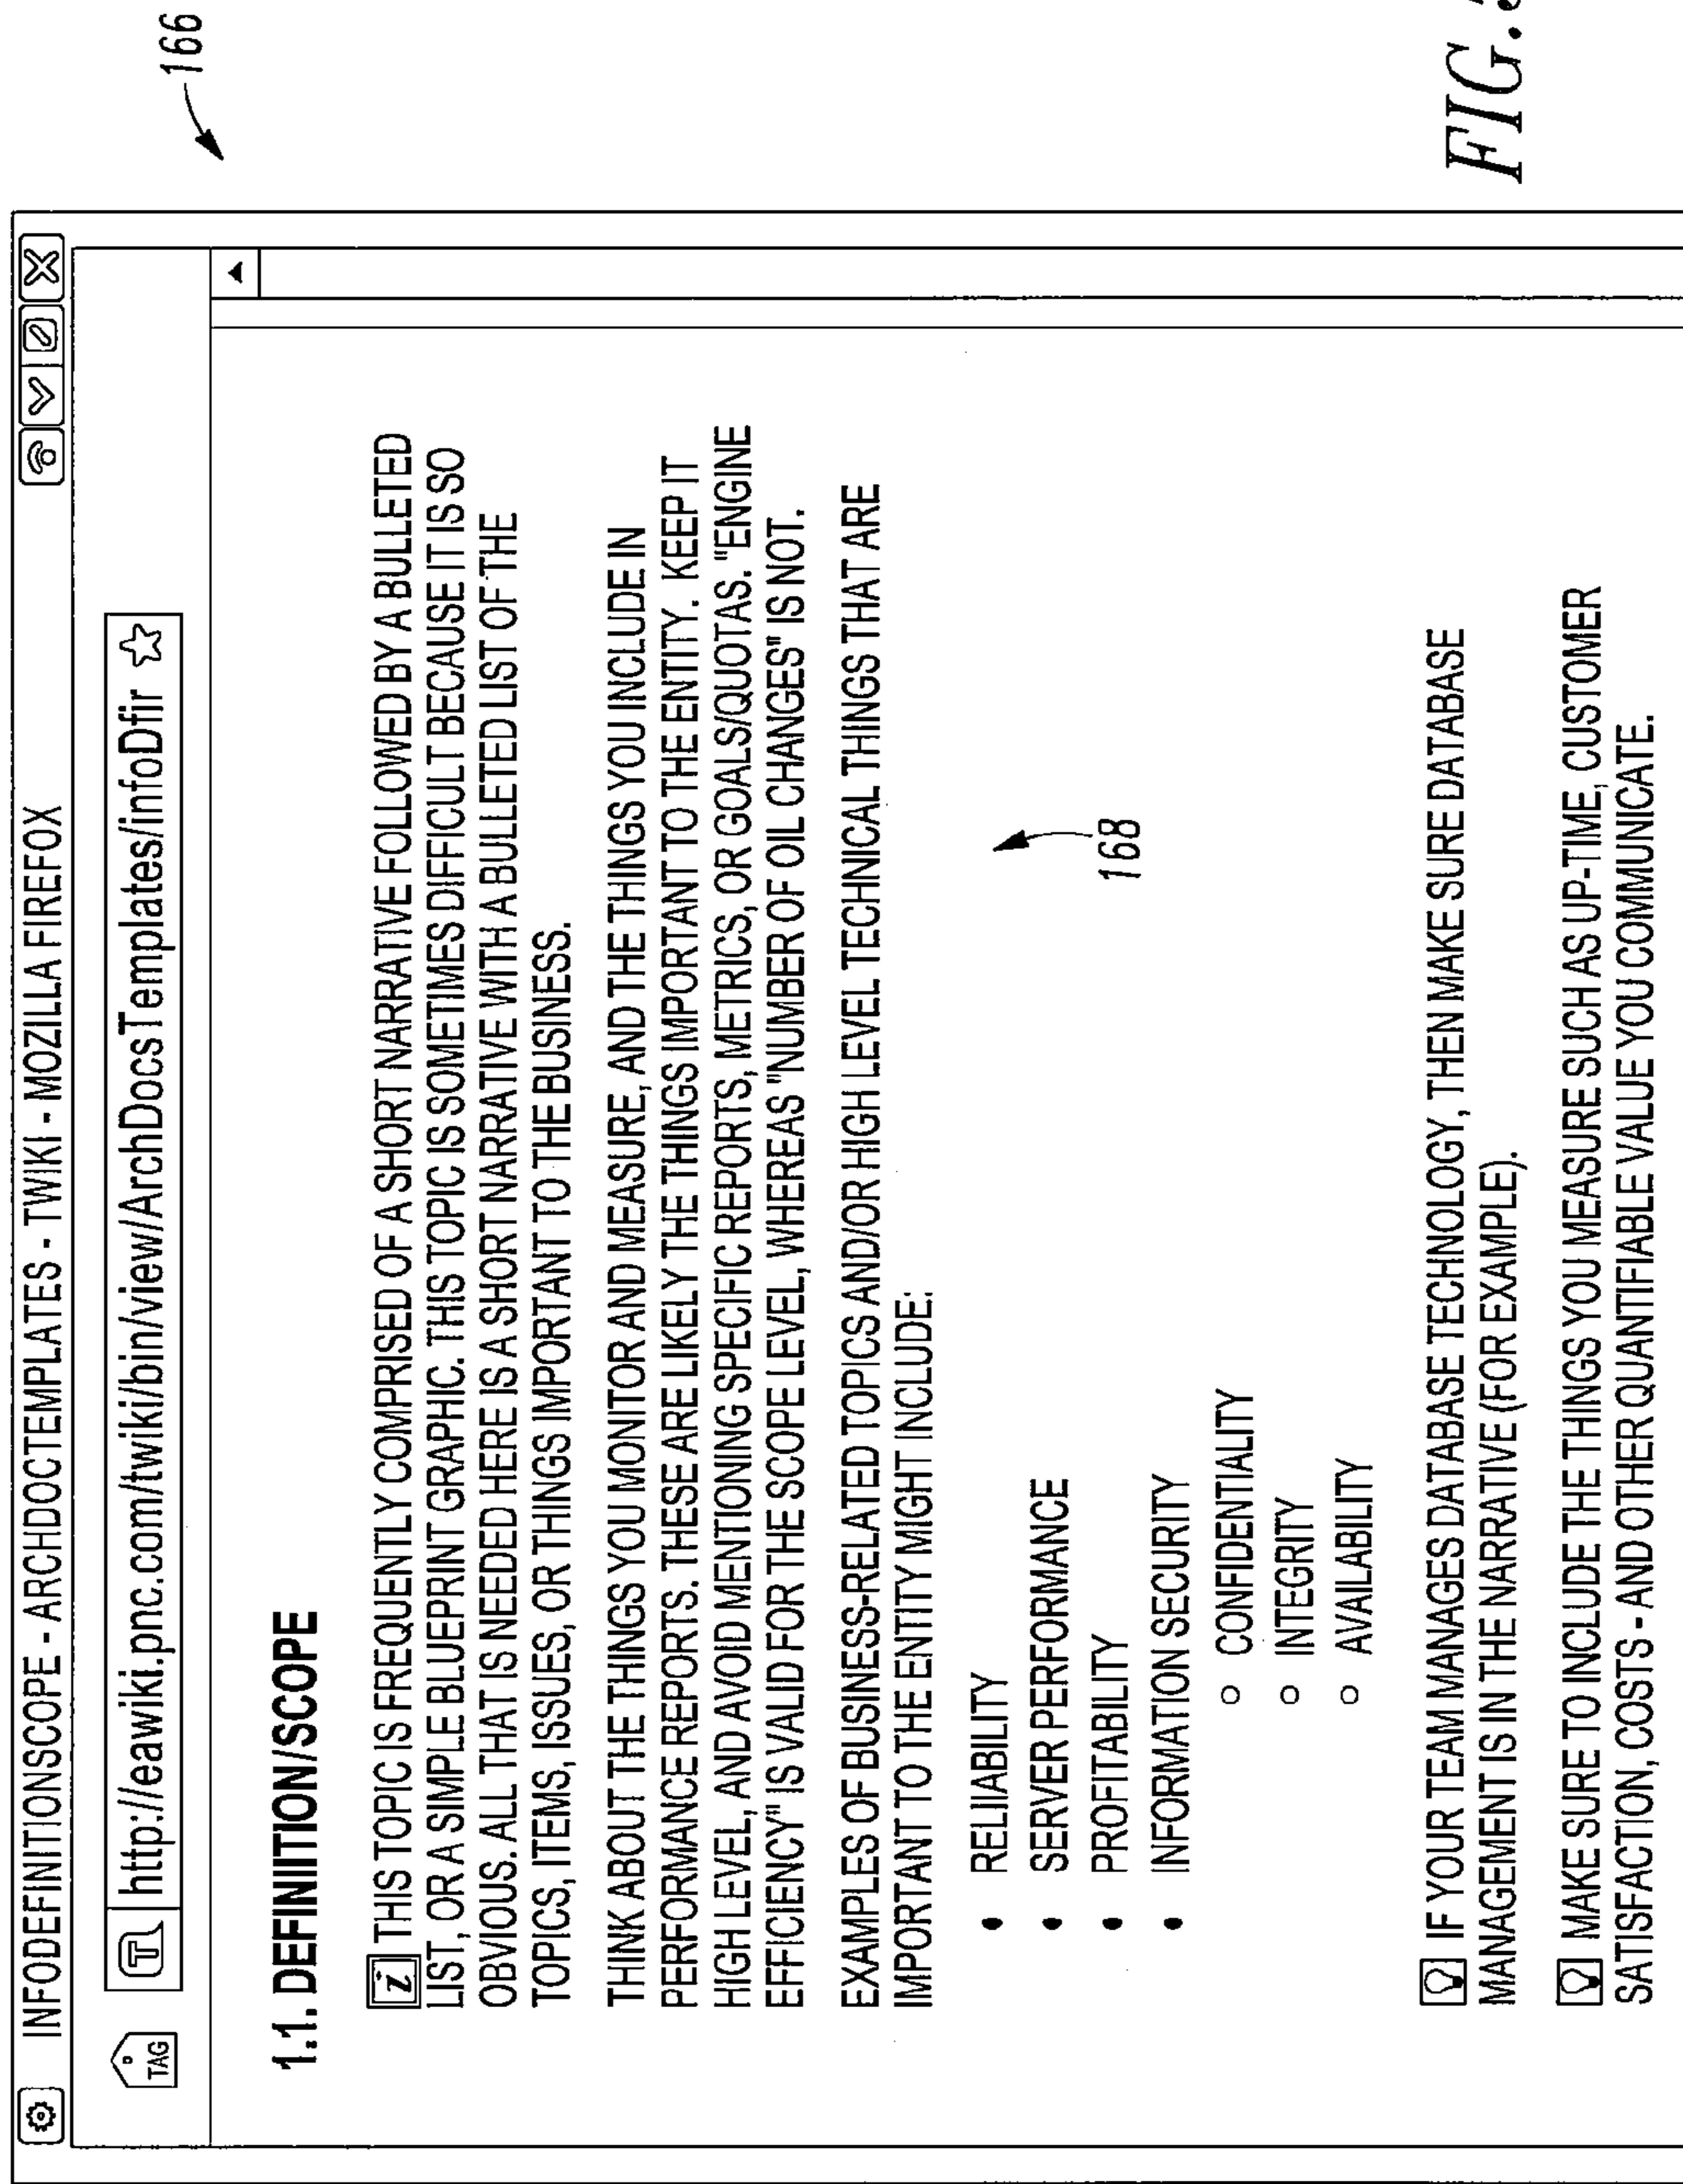 166
INFODEFINITIONSCOPE - ARCHDOCTEMPLATES - TWIKI - MOZILLA FIREFOX
TAG
T http://eawiki.pnc.com/twiki/bin/view/ArchDocsTemplates/infoDfir
1.1. DEFINIITION/SCOPE
i THIS TOPIC IS FREQUENTLY COMPRISED OF A SHORT NARRATIVE FOLLOWED BY A BULLETED
LIST, OR A SIMPLE BLUEPRINT GRAPHIC. THIS TOPIC IS SOMETIMES DIFFICULT BECAUSE IT IS SO
OBVIOUS. ALL THAT IS NEEDED HERE IS A SHORT NARRATIVE WITH A BULLETED LIST OF THE
TOPICS, ITEMS, ISSUES, OR THINGS IMPORTANT TO THE BUSINESS.
THINK ABOUT THE THINGS YOU MONITOR AND MEASURE, AND THE THINGS YOU INCLUDE IN
PERFORMANCE REPORTS. THESE ARE LIKELY THE THINGS IMPORTANT TO THE ENTITY. KEEP IT
HIGH LEVEL, AND AVOID MENTIONING SPECIFIC REPORTS, METRICS, OR GOALS/QUOTAS. "ENGINE
EFFICIENCY" IS VALID FOR THE SCOPE LEVEL, WHEREAS "NUMBER OF OIL CHANGES" IS NOT.
EXAMPLES OF BUSINESS-RELATED TOPICS AND/OR HIGH LEVEL TECHNICAL THINGS THAT ARE
IMPORTANT TO THE ENTITY MIGHT INCLUDE:
• RELIIABILITY
• SERVER PERFORMANCE
• PROFITABILITY
• INFORMATION SECURITY
○ CONFIDENTIALITY
○ INTEGRITY
○ AVAILABILITY
168
IF YOUR TEAM MANAGES DATABASE TECHNOLOGY, THEN MAKE SURE DATABASE
MANAGEMENT IS IN THE NARRATIVE (FOR EXAMPLE).
MAKE SURE TO INCLUDE THE THINGS YOU MEASURE SUCH AS UP-TIME, CUSTOMER
SATISFACTION, COSTS - AND OTHER QUANTIFIABLE VALUE YOU COMMUNICATE.
FIG.